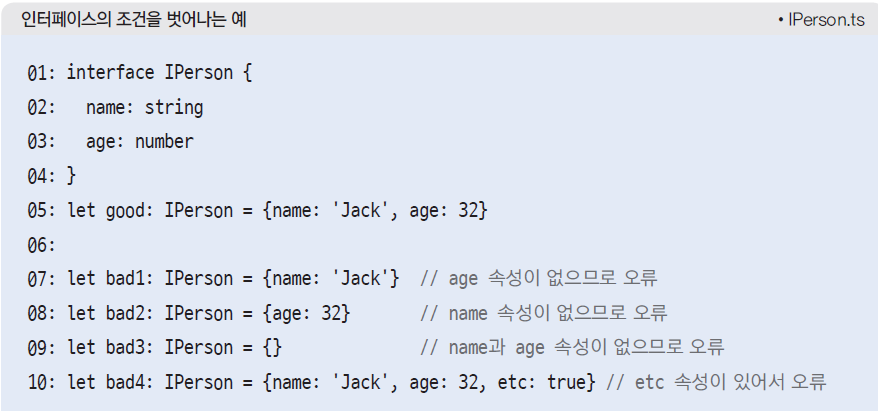 인터페이스의 조건을 벗어나는 예 • IPerson.ts
01: interface IPerson {
02:   name: string
03:   age: number
04: }
05: let good: IPerson = {name: 'Jack', age: 32}
06:
07: let bad1: IPerson = {name: 'Jack'}  // age 속성이 없으므로 오류
08: let bad2: IPerson = {age: 32}       // name 속성이 없으므로 오류
09: let bad3: IPerson = {}              // name과 age 속성이 없으므로 오류
10: let bad4: IPerson = {name: 'Jack', age: 32, etc: true} // etc 속성이 있어서 오류